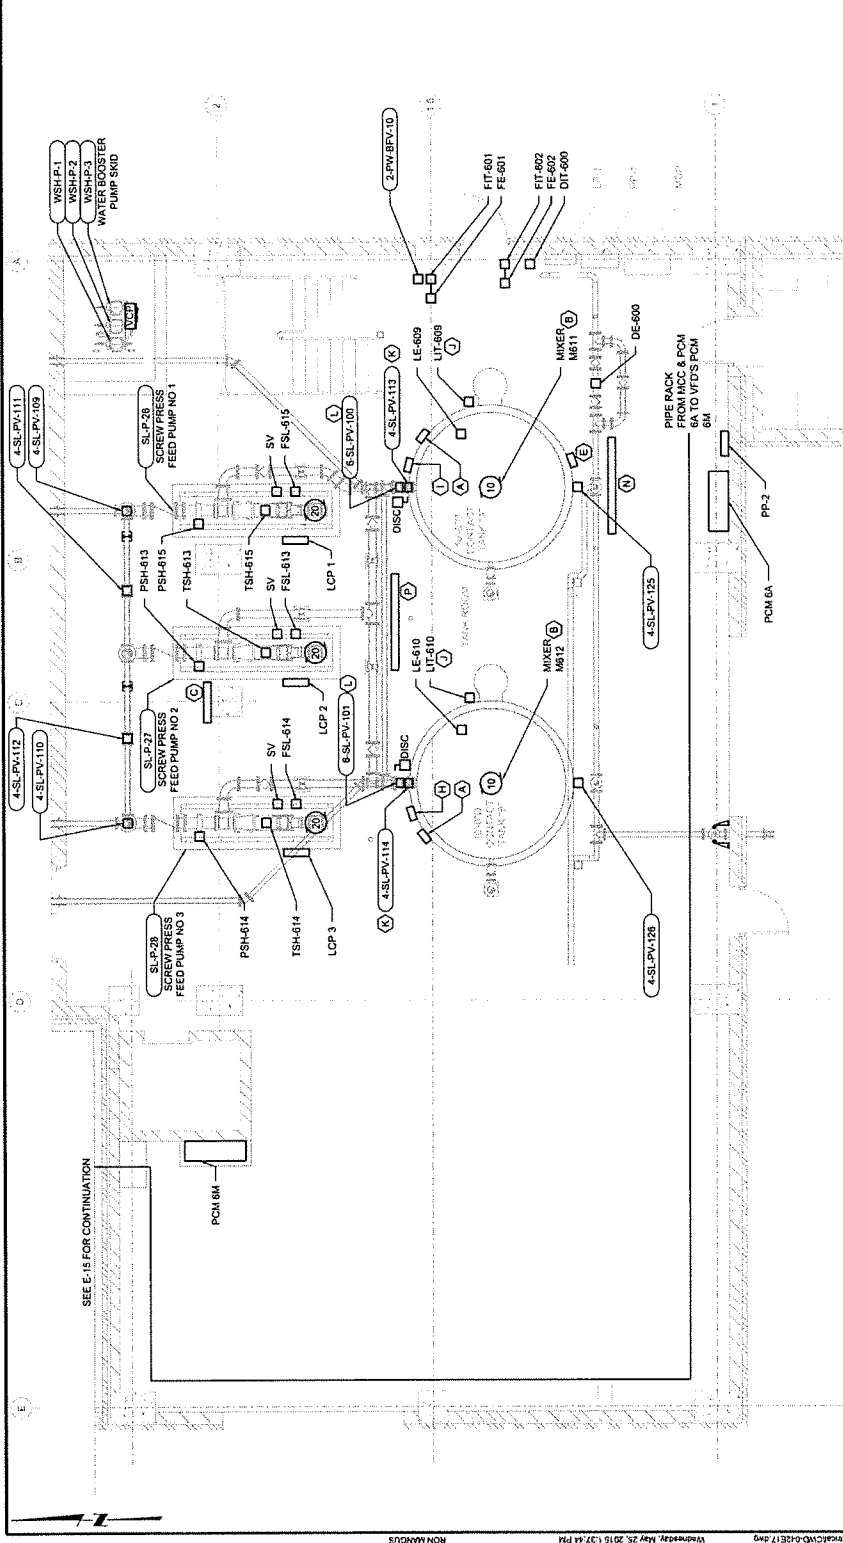 WSH-P-1
WSH-P-2
WSH-P-3
WATER BOOSTER
PUMP SKID
VCP
2
A
2-PW-BFV-10
FIT-601
FE-601
FIT-602
FE-602
DIT-600
4-SL-PV-111
4-SL-PV-109
SL-P-26
SCREW PRESS
FEED PUMP NO 1
PSH-613
PSH-615
TSH-613
TSH-615
SV
FSL-615
20
LCP 1
L
6-SL-PV-100
4-SL-PV-113
K
LE-609
LIT-609
J
MIXER
M611
B
10
DISC
I
A
E
N
DE-600
PIPE RACK
FROM MCC & PCM
6A TO VFD'S PCM
6M
PP-2
PCM 6A
4-SL-PV-125
B
P
TANK ROOM
SV
FSL-613
20
LCP 2
C
SL-P-27
SCREW PRESS
FEED PUMP NO 2
4-SL-PV-112
4-SL-PV-110
C
6-SL-PV-101
L
LE-610
LIT-610
J
MIXER
M612
B
10
DISC
H
A
K
4-SL-PV-114
4-SL-PV-126
SV
FSL-614
20
SL-P-28
SCREW PRESS
FEED PUMP NO 3
PSH-614
TSH-614
LCP 3
D
PCM 6M
SEE E-15 FOR CONTINUATION
E
Z
RON MANGUS
Wednesday, May 25, 2016 1:37:44 PM